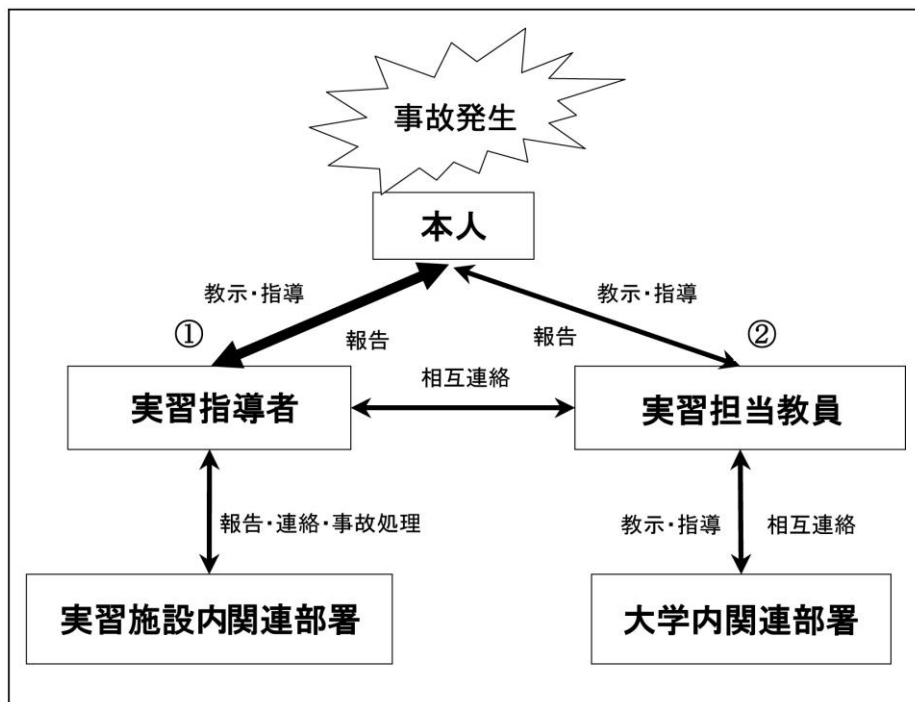 事故発生
本人
教示・指導
教示・指導
①
②
報告
報告
相互連絡
実習指導者
実習担当教員
報告・連絡・事故処理
教示・指導
相互連絡
実習施設内関連部署
大学内関連部署